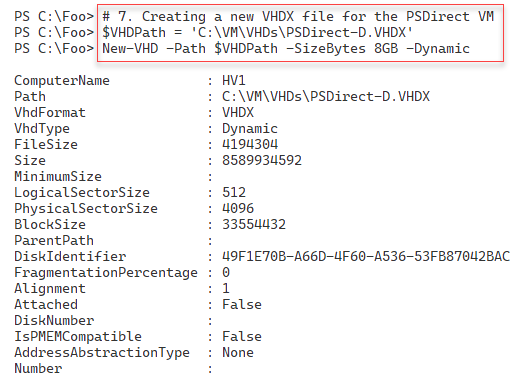 PS C:\Foo> # 7. Creating a new VHDX file for the PSDirect VM
PS C:\Foo> $VHDPath = 'C:\VM\VHDs\PSDirect-D.VHDX'
PS C:\Foo> New-VHD -Path $VHDPath -SizeBytes 8GB -Dynamic
ComputerName : HV1
Path : C:\VM\VHDs\PSDirect-D.VHDX
VhdFormat : VHDX
VhdType : Dynamic
FileSize : 4194304
Size : 8589934592
MinimumSize :
LogicalSectorSize : 512
PhysicalSectorSize : 4096
BlockSize : 33554432
ParentPath :
DiskIdentifier : 49F1E70B-A66D-4F60-A536-53FB87042BAC
FragmentationPercentage : 0
Alignment : 1
Attached : False
DiskNumber :
IsPMEMCompatible : False
AddressAbstractionType : None
Number :